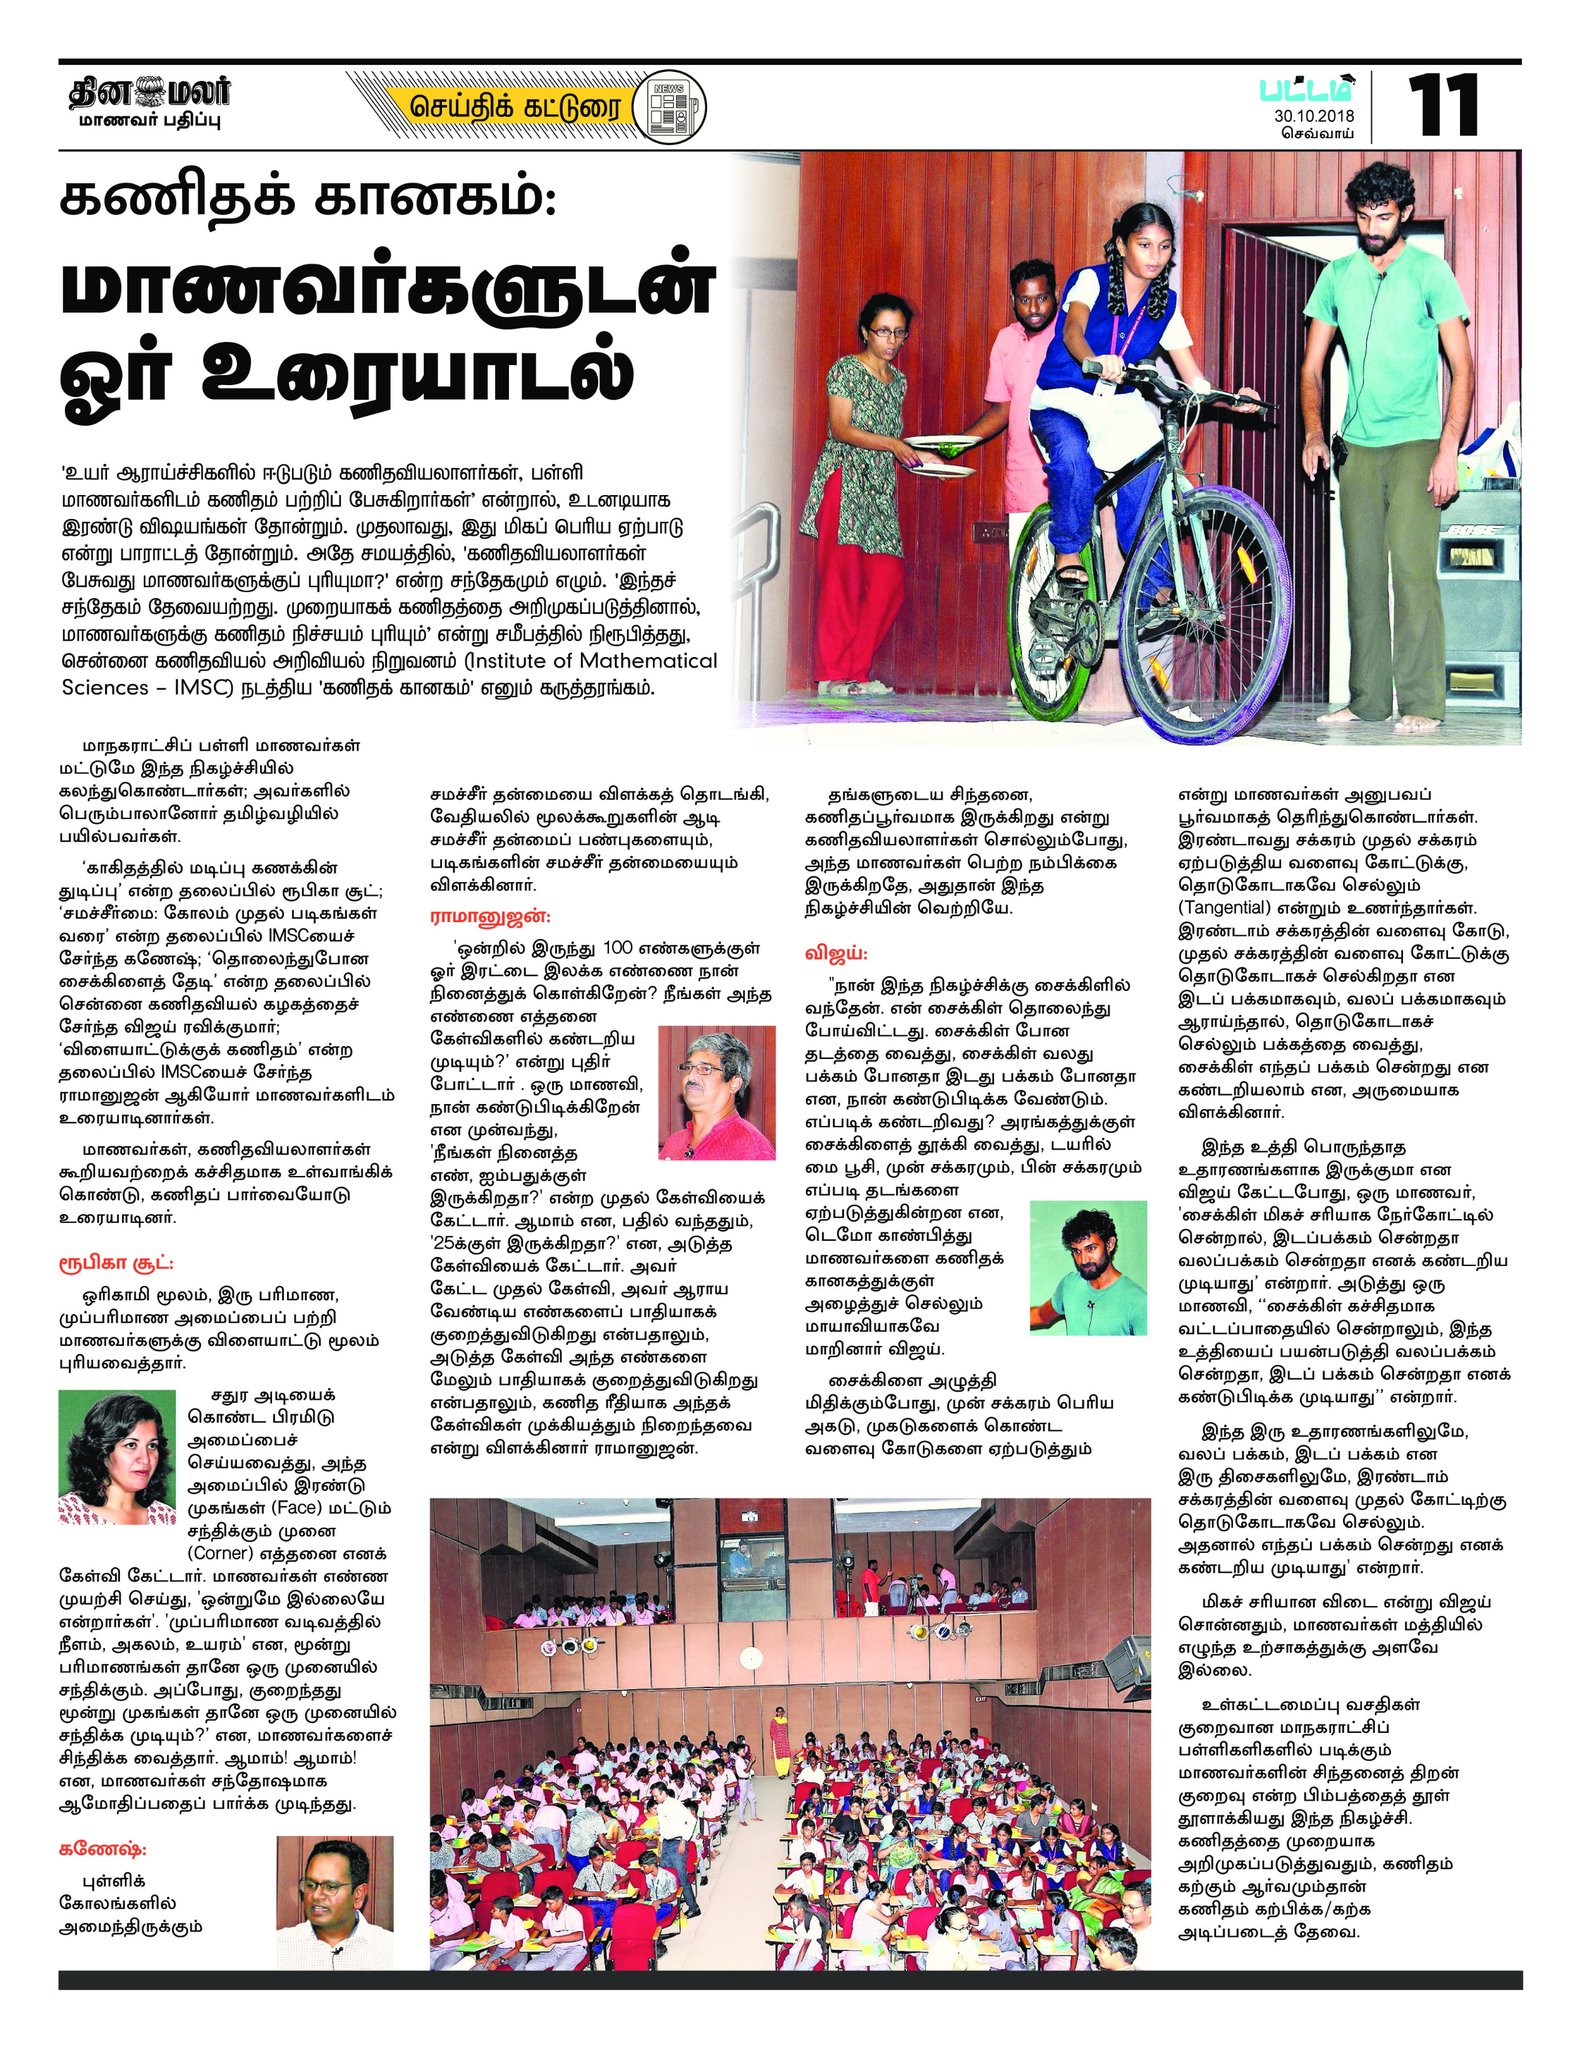 தினமலர்
மாணவர் பதிப்பு
செய்திக் கட்டுரை
NEWS
பட்டம்
30.10.2018
செவ்வாய்
11
கணிதக் கானகம்:
மாணவர்களுடன்
ஓர் உரையாடல்
'உயர் ஆராய்ச்சிகளில் ஈடுபடும் கணிதவியலாளர்கள், பள்ளி
மாணவர்களிடம் கணிதம் பற்றிப் பேசுகிறார்கள்’ என்றால், உடனடியாக
இரண்டு விஷயங்கள் தோன்றும். முதலாவது, இது மிகப் பெரிய ஏற்பாடு
என்று பாராட்டத் தோன்றும். அதே சமயத்தில், 'கணிதவியலாளர்கள்
பேசுவது மாணவர்களுக்குப் புரியுமா?' என்ற சந்தேகமும் எழும். 'இந்தச்
சந்தேகம் தேவையற்றது. முறையாகக் கணிதத்தை அறிமுகப்படுத்தினால்,
மாணவர்களுக்கு கணிதம் நிச்சயம் புரியும்’ என்று சமீபத்தில் நிரூபித்தது,
சென்னை கணிதவியல் அறிவியல் நிறுவனம் (Institute of Mathematical
Sciences – IMSC) நடத்திய 'கணிதக் கானகம்' எனும் கருத்தரங்கம்.
BOSE
மாநகராட்சிப் பள்ளி மாணவர்கள்
மட்டுமே இந்த நிகழ்ச்சியில்
கலந்துகொண்டார்கள்; அவர்களில்
பெரும்பாலானோர் தமிழ்வழியில்
பயில்பவர்கள்.
‘காகிதத்தில் மடிப்பு கணக்கின்
துடிப்பு’ என்ற தலைப்பில் ரூபிகா சூட்;
‘சமச்சீர்மை: கோலம் முதல் படிகங்கள்
வரை’ என்ற தலைப்பில் IMSCயைச்
சேர்ந்த கணேஷ்; ‘தொலைந்துபோன
சைக்கிளைத் தேடி’ என்ற தலைப்பில்
சென்னை கணிதவியல் கழகத்தைச்
சேர்ந்த விஜய் ரவிக்குமார்;
‘விளையாட்டுக்குக் கணிதம்’ என்ற
தலைப்பில் IMSCயைச் சேர்ந்த
ராமானுஜன் ஆகியோர் மாணவர்களிடம்
உரையாடினார்கள்.
மாணவர்கள், கணிதவியலாளர்கள்
கூறியவற்றைக் கச்சிதமாக உள்வாங்கிக்
கொண்டு, கணிதப் பார்வையோடு
உரையாடினர்.
ரூபிகா சூட்:
ஒரிகாமி மூலம், இரு பரிமாண,
முப்பரிமாண அமைப்பைப் பற்றி
மாணவர்களுக்கு விளையாட்டு மூலம்
புரியவைத்தார்.
சதுர அடியைக்
கொண்ட பிரமிடு
அமைப்பைச்
செய்யவைத்து, அந்த
அமைப்பில் இரண்டு
முகங்கள் (Face) மட்டும்
சந்திக்கும் முனை
(Corner) எத்தனை எனக்
கேள்வி கேட்டார். மாணவர்கள் எண்ண
முயற்சி செய்து, 'ஒன்றுமே இல்லையே
என்றார்கள்'. 'முப்பரிமாண வடிவத்தில்
நீளம், அகலம், உயரம்' என, மூன்று
பரிமாணங்கள் தானே ஒரு முனையில்
சந்திக்கும். அப்போது, குறைந்தது
மூன்று முகங்கள் தானே ஒரு முனையில்
சந்திக்க முடியும்?’ என, மாணவர்களைச்
சிந்திக்க வைத்தார். ஆமாம்! ஆமாம்!
என, மாணவர்கள் சந்தோஷமாக
ஆமோதிப்பதைப் பார்க்க முடிந்தது.
கணேஷ்:
புள்ளிக்
கோலங்களில்
அமைந்திருக்கும்
சமச்சீர் தன்மையை விளக்கத் தொடங்கி,
வேதியலில் மூலக்கூறுகளின் ஆடி
சமச்சீர் தன்மைப் பண்புகளையும்,
படிகங்களின் சமச்சீர் தன்மையையும்
விளக்கினார்.
ராமானுஜன்:
'ஒன்றில் இருந்து 100 எண்களுக்குள்
ஓர் இரட்டை இலக்க எண்ணை நான்
நினைத்துக் கொள்கிறேன்? நீங்கள் அந்த
எண்ணை எத்தனை
கேள்விகளில் கண்டறிய
முடியும்?’ என்று புதிர்
போட்டார் . ஒரு மாணவி,
நான் கண்டுபிடிக்கிறேன்
என முன்வந்து,
'நீங்கள் நினைத்த
எண், ஐம்பதுக்குள்
இருக்கிறதா?' என்ற முதல் கேள்வியைக்
கேட்டார். ஆமாம் என, பதில் வந்ததும்,
'25க்குள் இருக்கிறதா?' என, அடுத்த
கேள்வியைக் கேட்டார். அவர்
கேட்ட முதல் கேள்வி, அவர் ஆராய
வேண்டிய எண்களைப் பாதியாகக்
குறைத்துவிடுகிறது என்பதாலும்,
அடுத்த கேள்வி அந்த எண்களை
மேலும் பாதியாகக் குறைத்துவிடுகிறது
என்பதாலும், கணித ரீதியாக அந்தக்
கேள்விகள் முக்கியத்தும் நிறைந்தவை
என்று விளக்கினார் ராமானுஜன்.
தங்களுடைய சிந்தனை,
கணிதப்பூர்வமாக இருக்கிறது என்று
கணிதவியலாளர்கள் சொல்லும்போது,
அந்த மாணவர்கள் பெற்ற நம்பிக்கை
இருக்கிறதே, அதுதான் இந்த
நிகழ்ச்சியின் வெற்றியே.
விஜய்:
"நான் இந்த நிகழ்ச்சிக்கு சைக்கிளில்
வந்தேன். என் சைக்கிள் தொலைந்து
போய்விட்டது. சைக்கிள் போன
தடத்தை வைத்து, சைக்கிள் வலது
பக்கம் போனதா இடது பக்கம் போனதா
என, நான் கண்டுபிடிக்க வேண்டும்.
எப்படிக் கண்டறிவது? அரங்கத்துக்குள்
சைக்கிளைத் தூக்கி வைத்து, டயரில்
மை பூசி, முன் சக்கரமும், பின் சக்கரமும்
எப்படி தடங்களை
ஏற்படுத்துகின்றன என,
டெமோ காண்பித்து
மாணவர்களை கணிதக்
கானகத்துக்குள்
அழைத்துச் செல்லும்
மாயாவியாகவே
மாறினார் விஜய்.
சைக்கிளை அழுத்தி
மிதிக்கும்போது, முன் சக்கரம் பெரிய
அகடு, முகடுகளைக் கொண்ட
வளைவு கோடுகளை ஏற்படுத்தும்
என்று மாணவர்கள் அனுபவப்
பூர்வமாகத் தெரிந்துகொண்டார்கள்.
இரண்டாவது சக்கரம் முதல் சக்கரம்
ஏற்படுத்திய வளைவு கோட்டுக்கு,
தொடுகோடாகவே செல்லும்
(Tangential) என்றும் உணர்ந்தார்கள்.
இரண்டாம் சக்கரத்தின் வளைவு கோடு,
முதல் சக்கரத்தின் வளைவு கோட்டுக்கு
தொடுகோடாகச் செல்கிறதா என
இடப் பக்கமாகவும், வலப் பக்கமாகவும்
ஆராய்ந்தால், தொடுகோடாகச்
செல்லும் பக்கத்தை வைத்து,
சைக்கிள் எந்தப் பக்கம் சென்றது என
கண்டறியலாம் என, அருமையாக
விளக்கினார்.
இந்த உத்தி பொருந்தாத
உதாரணங்களாக இருக்குமா என
விஜய் கேட்டபோது, ஒரு மாணவர்,
'சைக்கிள் மிகச் சரியாக நேர்கோட்டில்
சென்றால், இடப்பக்கம் சென்றதா
வலப்பக்கம் சென்றதா எனக் கண்டறிய
முடியாது’ என்றார். அடுத்து ஒரு
மாணவி, ‘‘சைக்கிள் கச்சிதமாக
வட்டப்பாதையில் சென்றாலும், இந்த
உத்தியைப் பயன்படுத்தி வலப்பக்கம்
சென்றதா, இடப் பக்கம் சென்றதா எனக்
கண்டுபிடிக்க முடியாது’’ என்றார்.
இந்த இரு உதாரணங்களிலுமே,
வலப் பக்கம், இடப் பக்கம் என
இரு திசைகளிலுமே, இரண்டாம்
சக்கரத்தின் வளைவு முதல் கோட்டிற்கு
தொடுகோடாகவே செல்லும்.
அதனால் எந்தப் பக்கம் சென்றது எனக்
கண்டறிய முடியாது' என்றார்.
மிகச் சரியான விடை என்று விஜய்
சொன்னதும், மாணவர்கள் மத்தியில்
எழுந்த உற்சாகத்துக்கு அளவே
இல்லை.
உள்கட்டமைப்பு வசதிகள்
குறைவான மாநகராட்சிப்
பள்ளிகளிகளில் படிக்கும்
மாணவர்களின் சிந்தனைத் திறன்
குறைவு என்ற பிம்பத்தைத் தூள்
தூளாக்கியது இந்த நிகழ்ச்சி.
கணிதத்தை முறையாக
அறிமுகப்படுத்துவதும், கணிதம்
கற்கும் ஆர்வமும்தான்
கணிதம் கற்பிக்க/கற்க
அடிப்படைத் தேவை.